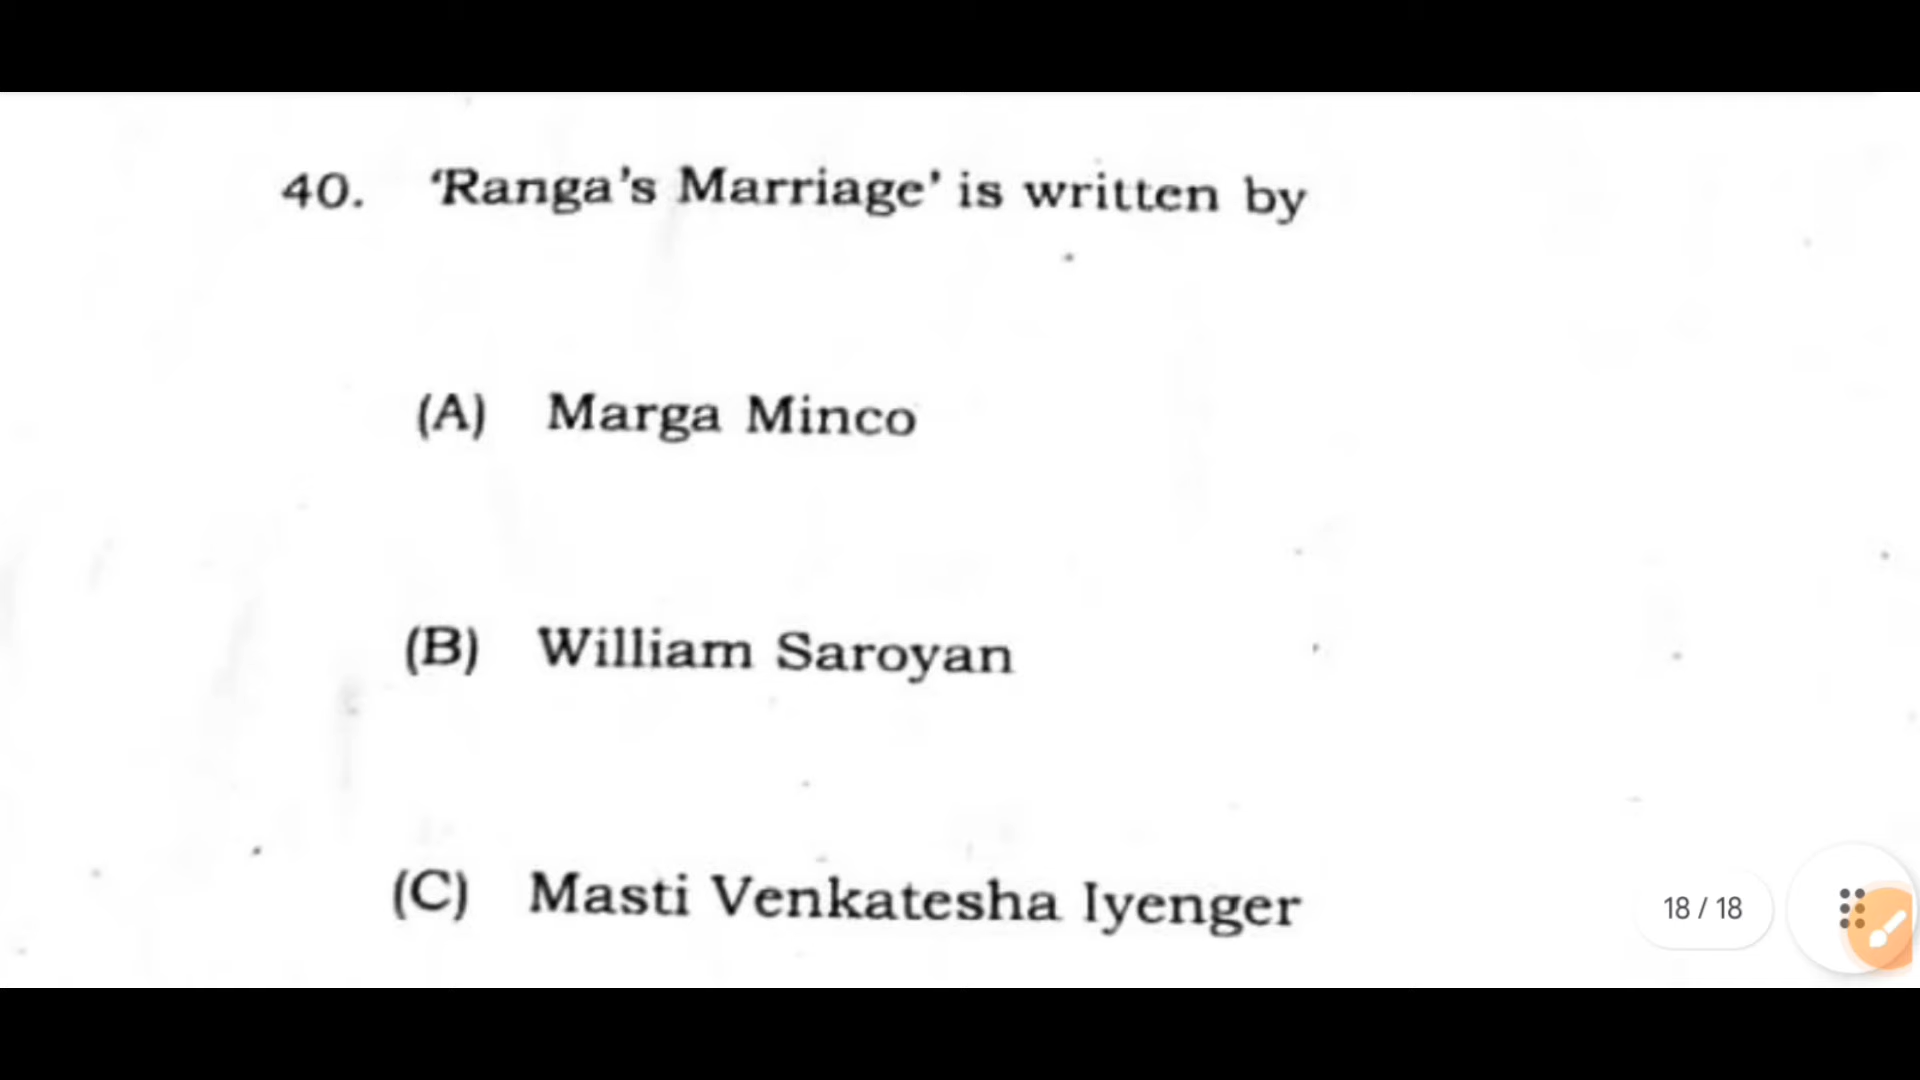 40. ‘Ranga’s Marriage’ is written by
(A) Marga Minco
(B) William Saroyan
(C) Masti Venkatesha Iyenger
18 / 18